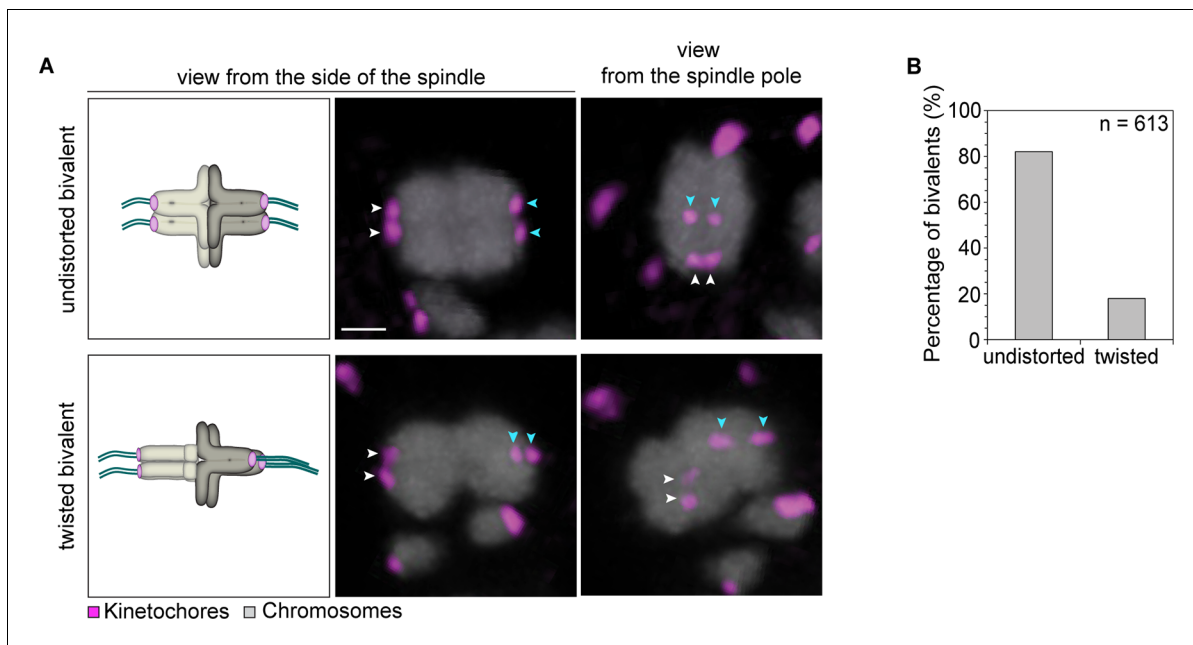 A
view from the side of the spindle
view
from the spindle pole
undistorted bivalent
twisted bivalent
Kinetochores
Chromosomes
B
Percentage of bivalents (%)
100
80
60
40
20
0
n = 613
undistorted
twisted